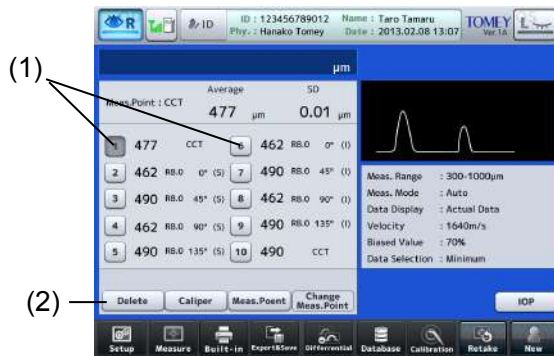 R
ID
ID : 123456789012 Name : Taro Tamaru
Phy. : Hanako Tomey Date : 2013.02.08 13:07
TOMEY
Ver.1A
L
(1)
µm
Meas.Point : CCT
Average SD
477 µm 0.01 µm
1 477 CCT 6 462 R8.0 0° (I)
2 462 R8.0 0° (S) 7 490 R8.0 45° (I)
3 490 R8.0 45° (S) 8 462 R8.0 90° (I)
4 462 R8.0 90° (S) 9 490 R8.0 135° (I)
5 490 R8.0 135° (S) 10 490 CCT
Meas. Range : 300-1000µm
Meas. Mode : Auto
Data Display : Actual Data
Velocity : 1640m/s
Biased Value : 70%
Data Selection : Minimum
(2)
Delete Caliper Meas.Poent Change Meas.Point IOP
Setup Measure Built-in Export&Save Differential Database Calibration Retake New